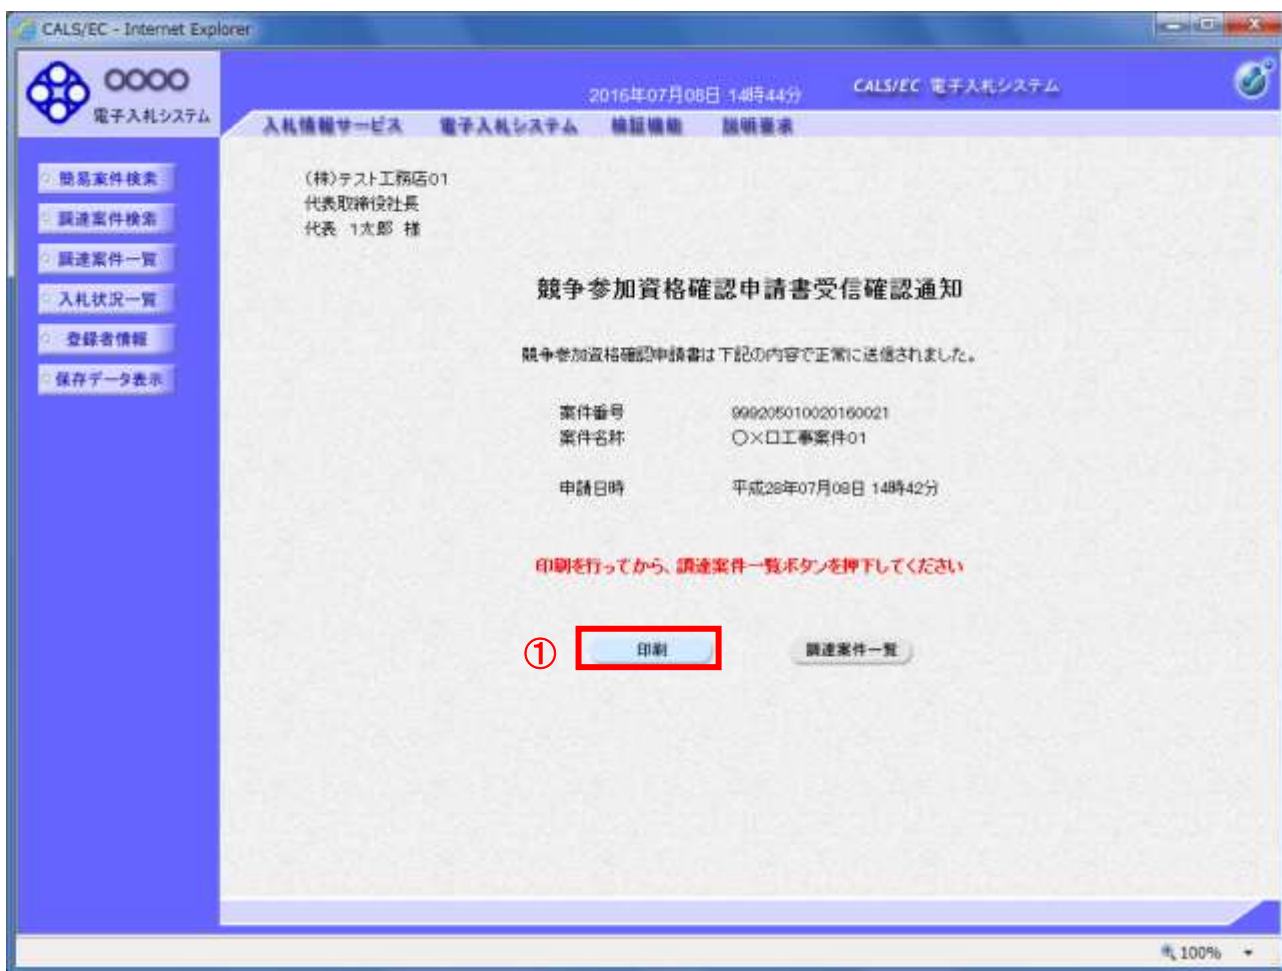 CALS/EC - Internet Explorer
○○○○
電子入札システム
2016年07月08日 14時44分
CALS/EC 電子入札システム
入札情報サービス 電子入札システム 検証機能 説明要求
簡易案件検索
調達案件検索
調達案件一覧
入札状況一覧
登録者情報
保存データ表示
(株)テスト工務店01
代表取締役社長
代表 1太郎 様
競争参加資格確認申請書受信確認通知
競争参加資格確認申請書は下記の内容で正常に送信されました。
案件番号 999205010020160021
案件名称 ○×口工事案件01
申請日時 平成28年07月08日 14時42分
印刷を行ってから、調達案件一覧ボタンを押下してください
① 印刷 調達案件一覧
100%